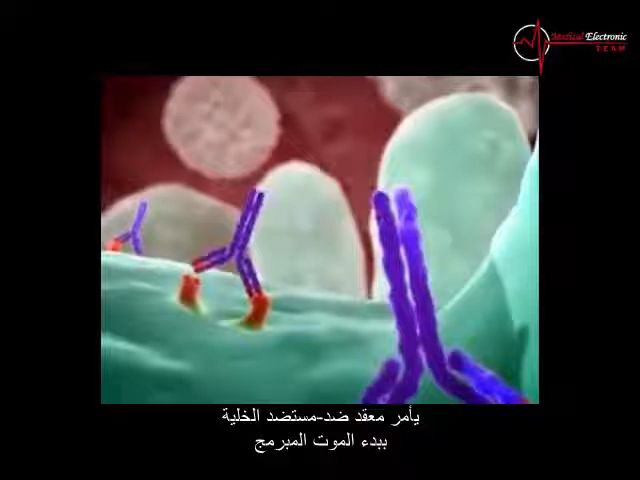 Medical Electronic
TEAM
يأمر معقد ضد-مستضد الخلية
ببدء الموت المبرمج